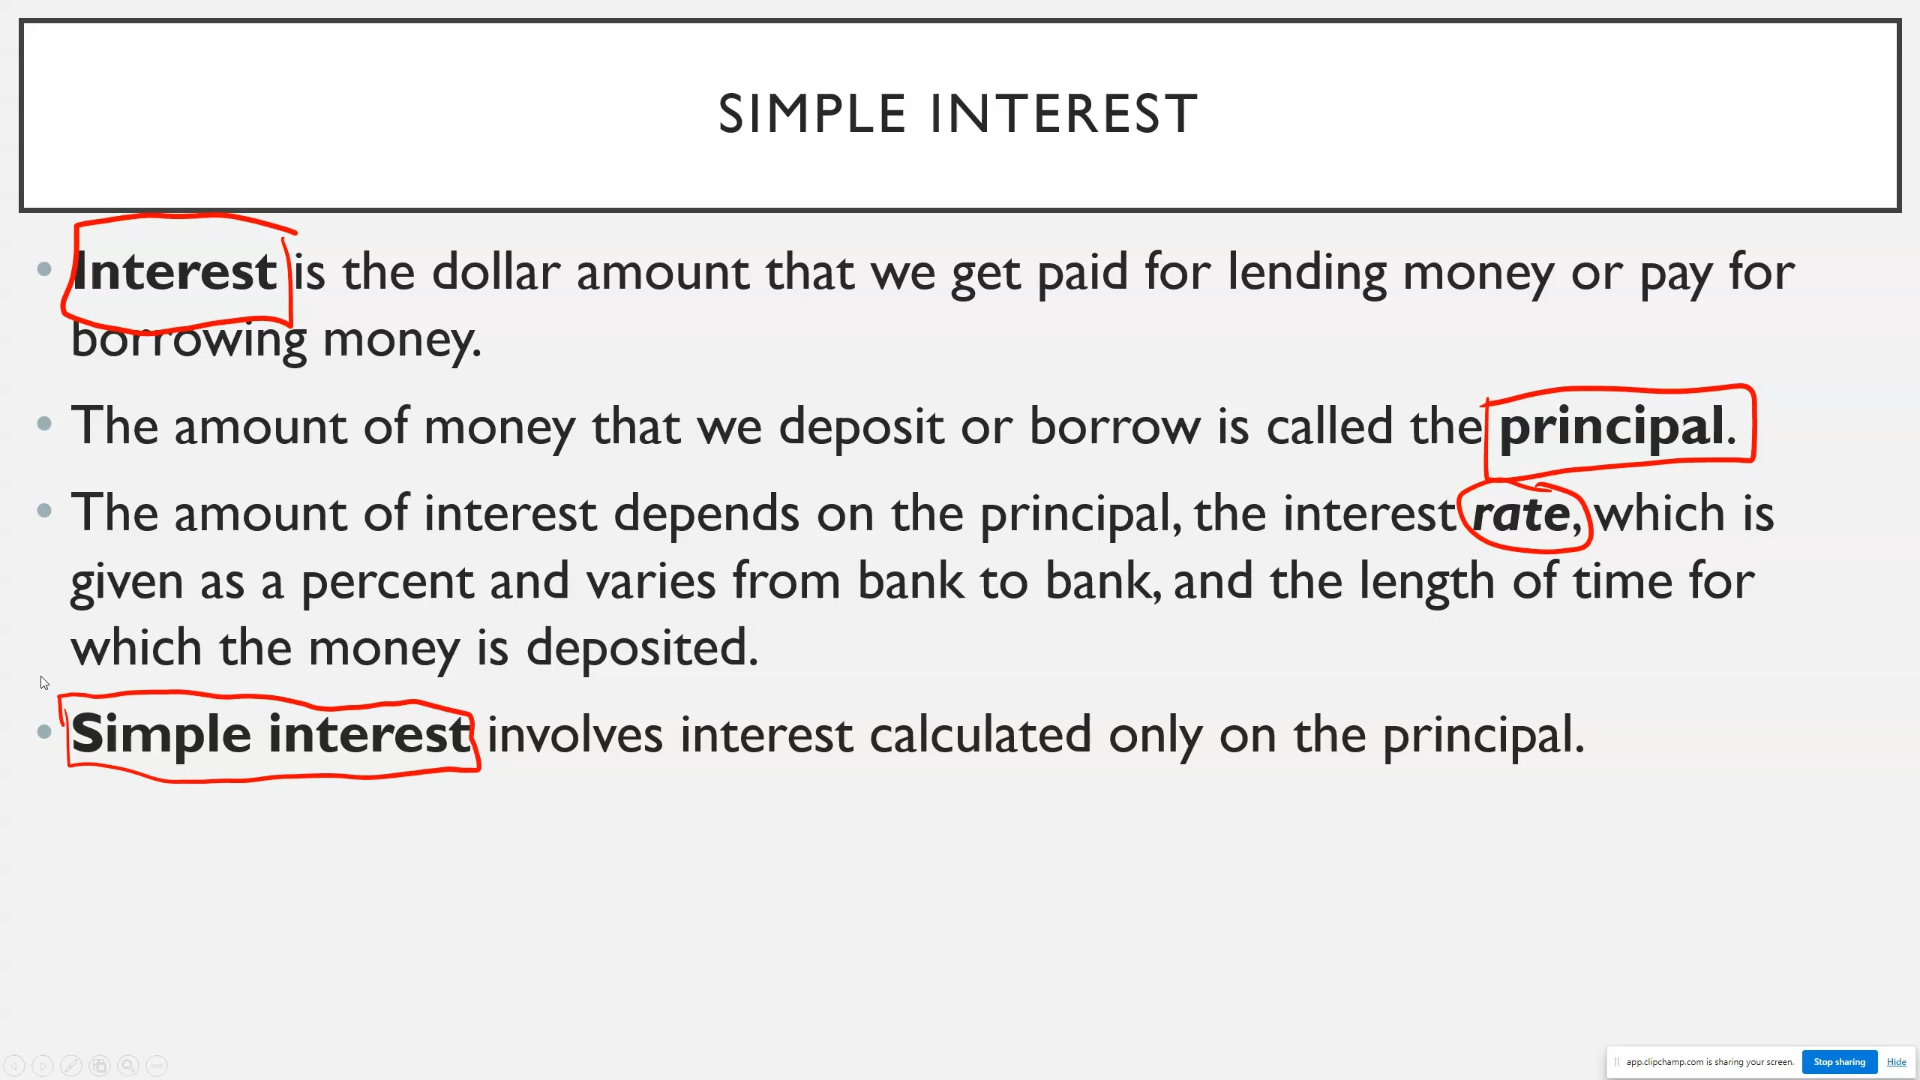 SIMPLE INTEREST
• Interest is the dollar amount that we get paid for lending money or pay for
borrowing money.
• The amount of money that we deposit or borrow is called the principal.
• The amount of interest depends on the principal, the interest rate, which is
given as a percent and varies from bank to bank, and the length of time for
which the money is deposited.
• Simple interest involves interest calculated only on the principal.
app.clipchamp.com is sharing your screen. Stop sharing Hide